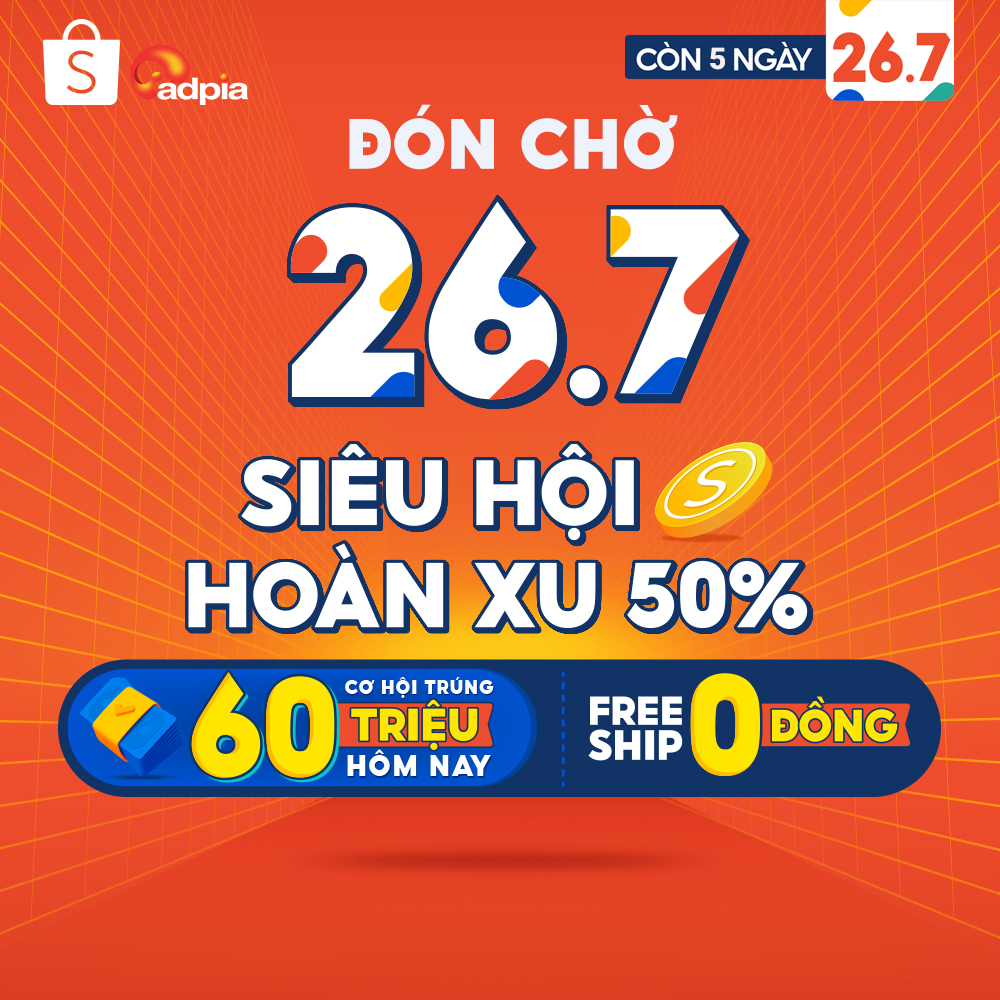 S
adpia
CÒN 5 NGÀY
26.7
ĐÓN CHỜ
26.7
SIÊU HỘI
S
HOÀN XU 50%
60
CƠ HỘI TRÚNG
TRIỆU
HÔM NAY
FREE
SHIP
0
ĐỒNG